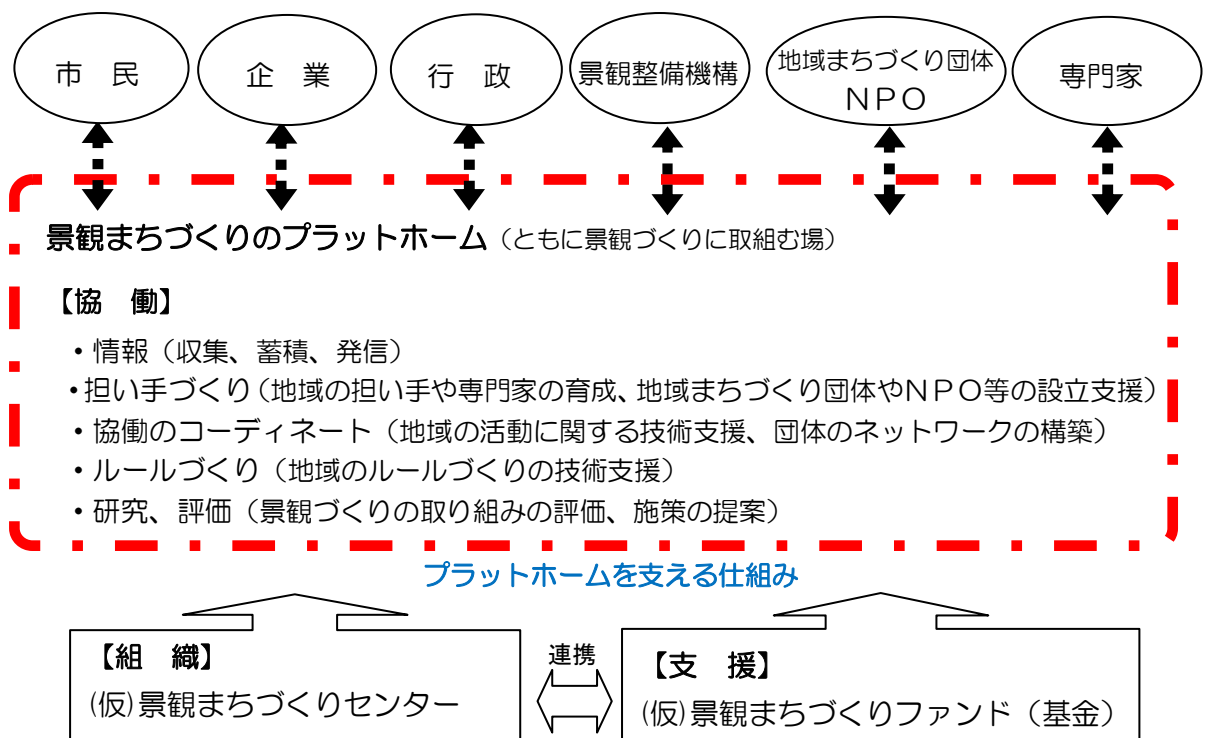 市　民
企　業
行　政
景観整備機構
地域まちづくり団体
ＮＰＯ
専門家
景観まちづくりのプラットホーム（ともに景観づくりに取組む場）
【協　働】
・情報（収集、蓄積、発信）
・担い手づくり（地域の担い手や専門家の育成、地域まちづくり団体やＮＰＯ等の設立支援）
・協働のコーディネート（地域の活動に関する技術支援、団体のネットワークの構築）
・ルールづくり（地域のルールづくりの技術支援）
・研究、評価（景観づくりの取り組みの評価、施策の提案）
プラットホームを支える仕組み
【組　織】
(仮)景観まちづくりセンター
連携
【支　援】
(仮)景観まちづくりファンド（基金）